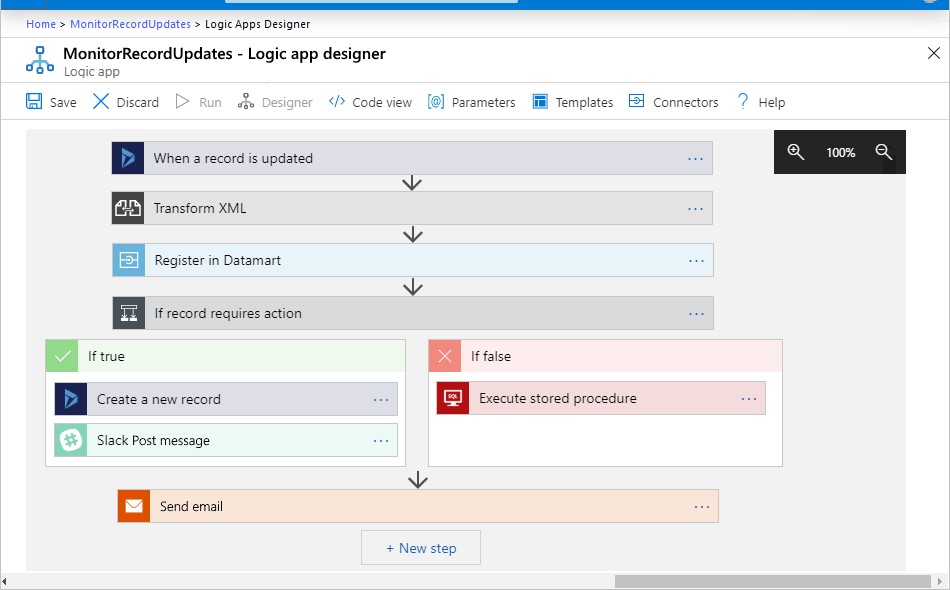 Home > MonitorRecordUpdates > Logic Apps Designer
MonitorRecordUpdates - Logic app designer
Logic app
Save Discard Run Designer Code view Parameters Templates Connectors Help
100%
When a record is updated
Transform XML
Register in Datamart
If record requires action
If true
Create a new record
Slack Post message
If false
SQL
Execute stored procedure
Send email
+ New step